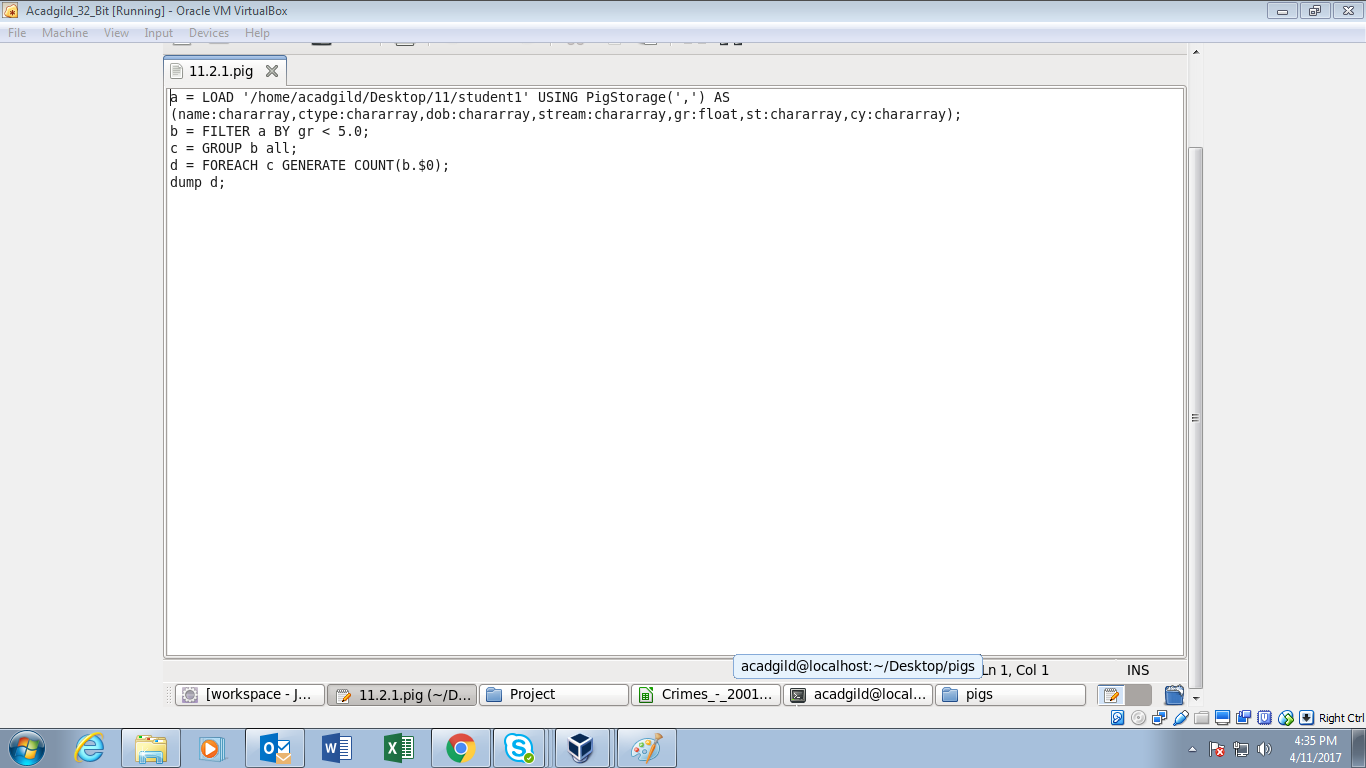 Acadgild_32_Bit [Running] - Oracle VM VirtualBox
File Machine View Input Devices Help
11.2.1.pig
a = LOAD '/home/acadgild/Desktop/11/student1' USING PigStorage(',') AS
(name:chararray,ctype:chararray,dob:chararray,stream:chararray,gr:float,st:chararray,cy:chararray);
b = FILTER a BY gr < 5.0;
c = GROUP b all;
d = FOREACH c GENERATE COUNT(b.$0);
dump d;
acadgild@localhost:~/Desktop/pigs
Ln 1, Col 1 INS
[workspace - J... 11.2.1.pig (~/D... Project Crimes_-_2001... acadgild@local... pigs
Right Ctrl
4:35 PM
4/11/2017